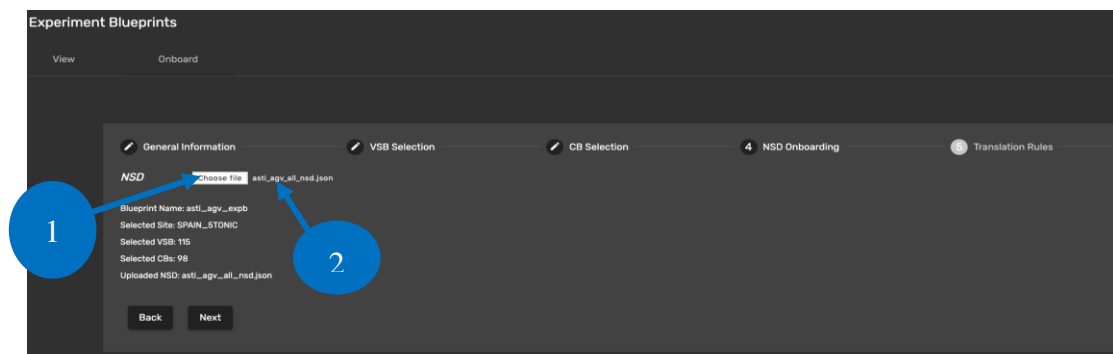 Experiment Blueprints
View Onboard
General Information VSB Selection CB Selection 4 NSD Onboarding 5 Translation Rules
NSD Choose file asti_agv_all_nsd.json
Blueprint Name: asti_agv_expb
1
Selected Site: SPAIN_5TONIC
Selected VSB: 115
Selected CBs: 98
2
Uploaded NSD: asti_agv_all_nsd.json
Back Next